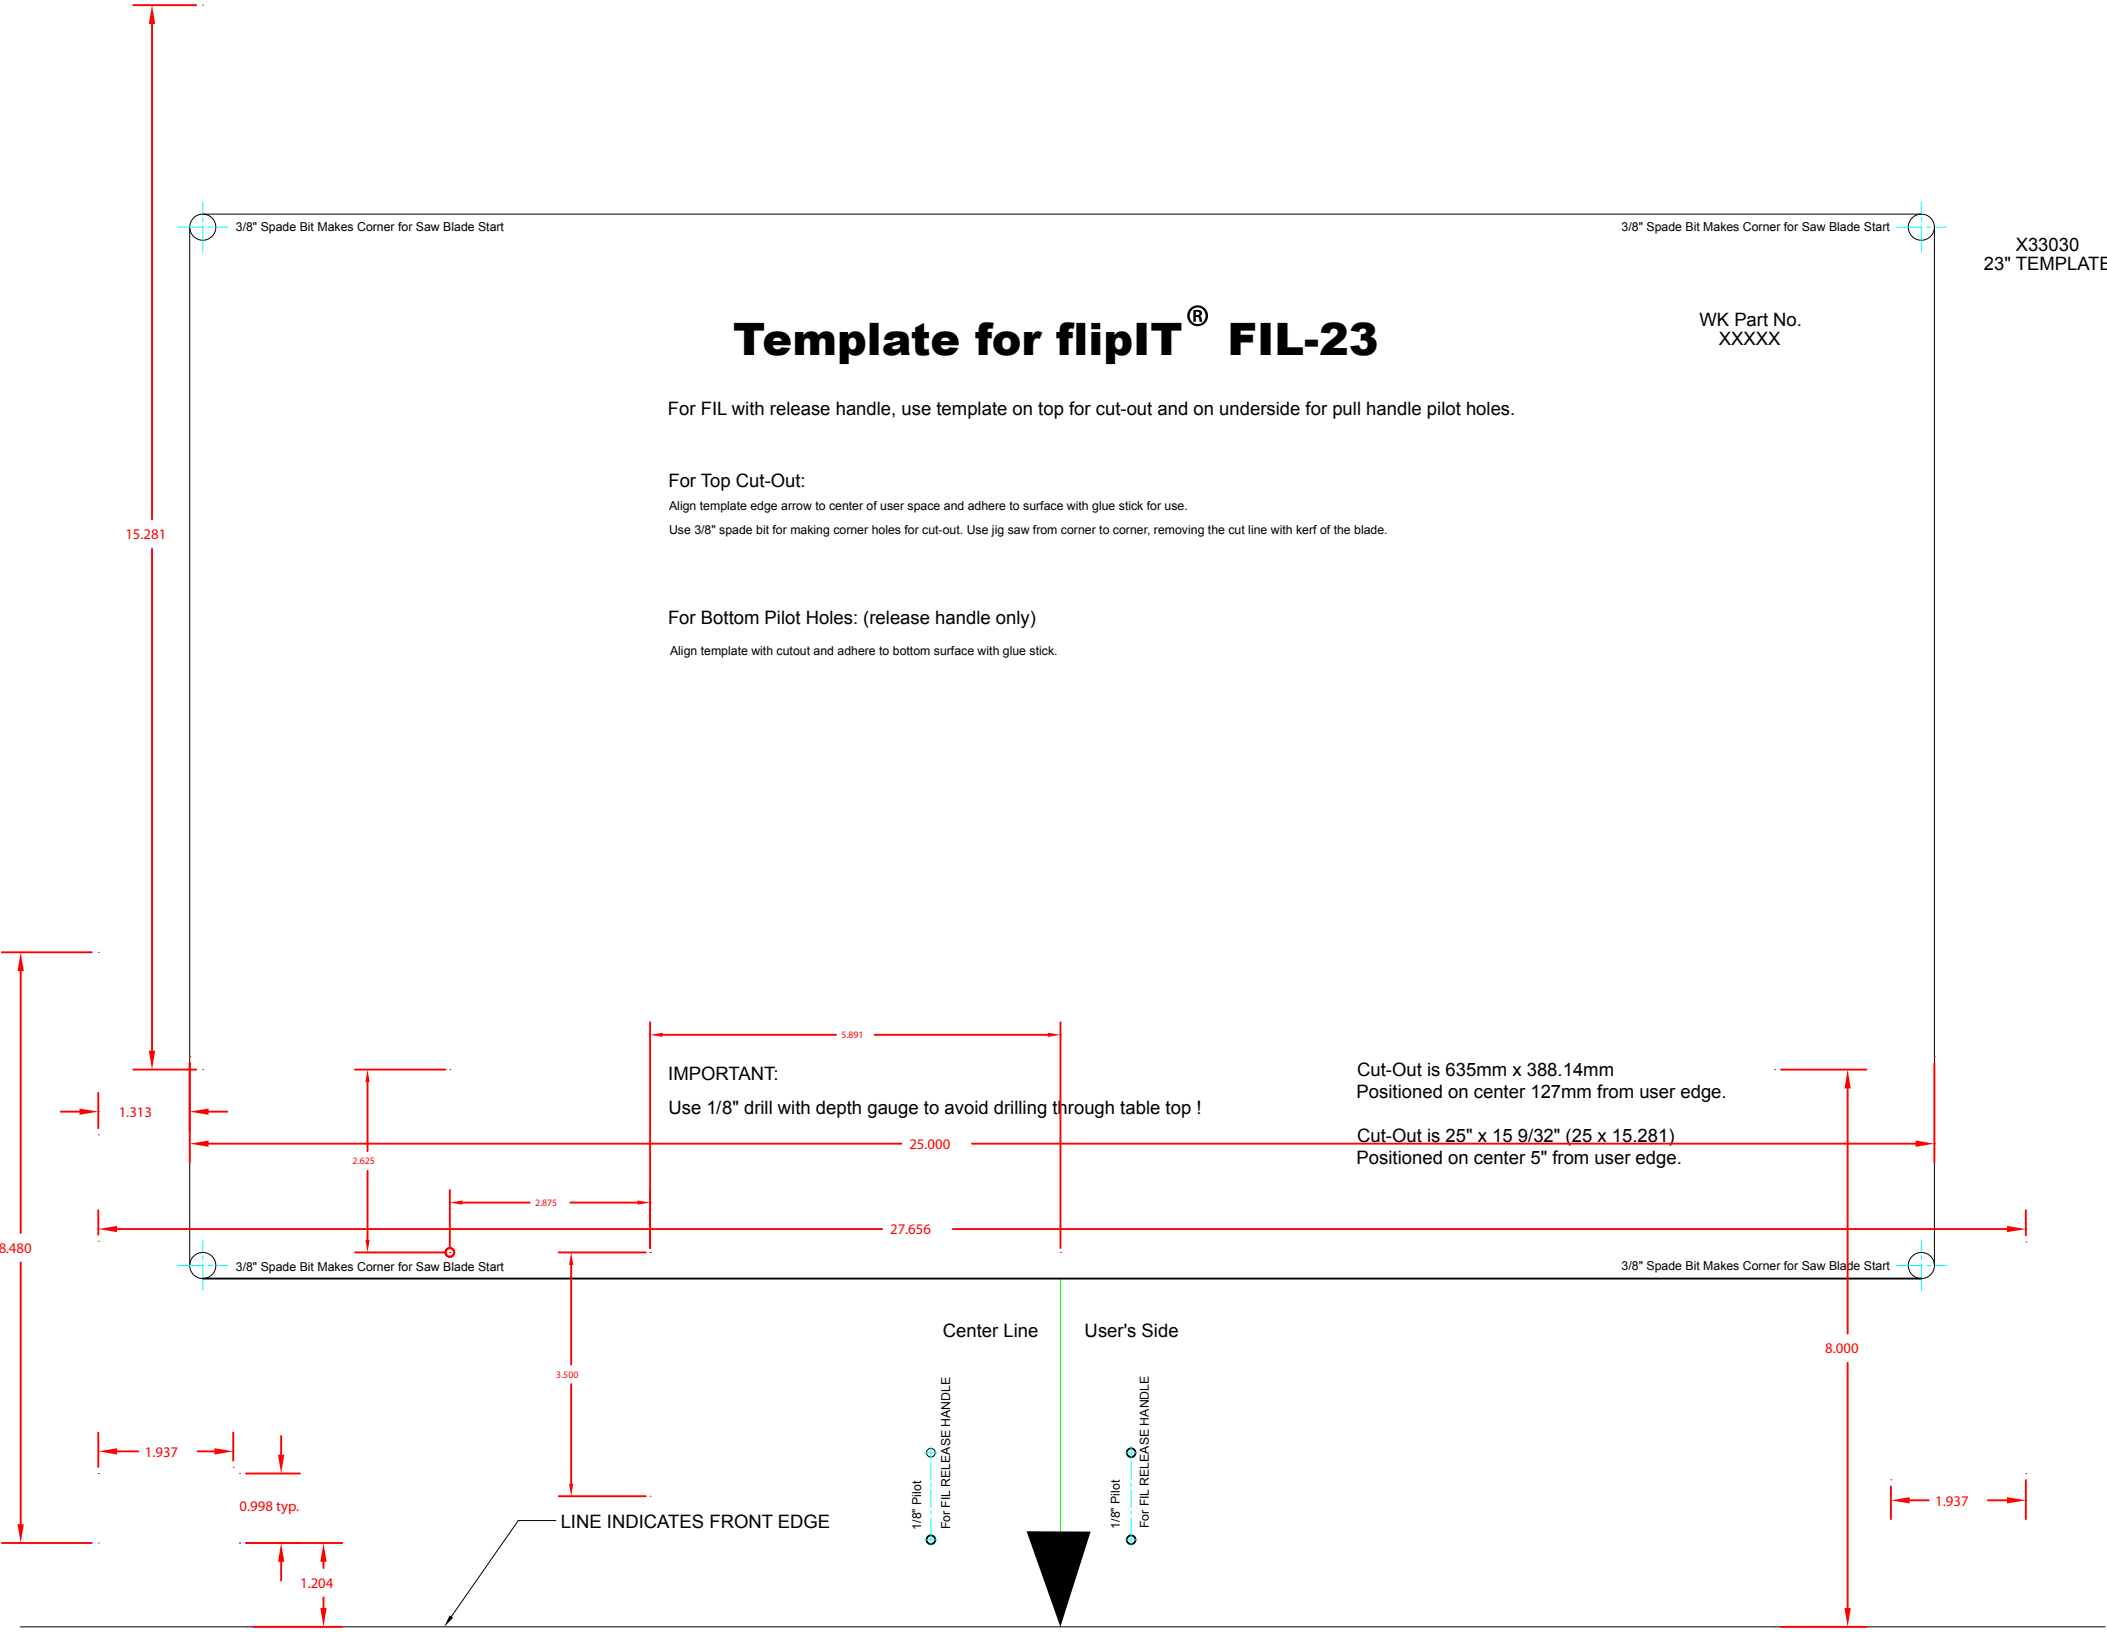 3/8" Spade Bit Makes Corner for Saw Blade Start
3/8" Spade Bit Makes Corner for Saw Blade Start
X33030
23" TEMPLATE
WK Part No.
XXXXX
Template for flipIT® FIL-23
For FIL with release handle, use template on top for cut-out and on underside for pull handle pilot holes.
For Top Cut-Out:
Align template edge arrow to center of user space and adhere to surface with glue stick for use.
Use 3/8" spade bit for making corner holes for cut-out. Use jig saw from corner to corner, removing the cut line with kerf of the blade.
15.281
For Bottom Pilot Holes: (release handle only)
Align template with cutout and adhere to bottom surface with glue stick.
5.891
IMPORTANT:
Use 1/8" drill with depth gauge to avoid drilling through table top !
Cut-Out is 635mm x 388.14mm
Positioned on center 127mm from user edge.
Cut-Out is 25" x 15 9/32" (25 x 15.281)
Positioned on center 5" from user edge.
1.313
25.000
2.625
2.875
27.656
8.480
3/8" Spade Bit Makes Corner for Saw Blade Start
3/8" Spade Bit Makes Corner for Saw Blade Start
Center Line
User's Side
8.000
3.500
1/8" Pilot
For FIL RELEASE HANDLE
1/8" Pilot
For FIL RELEASE HANDLE
1.937
0.998 typ.
1.937
LINE INDICATES FRONT EDGE
1.204